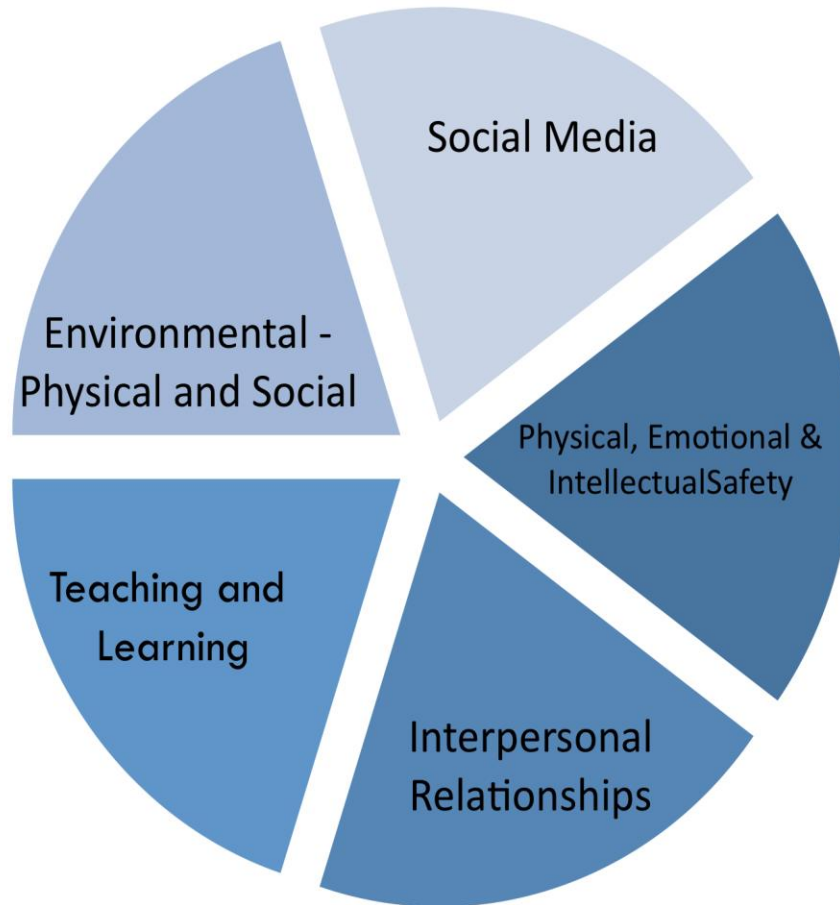 Social Media
Physical, Emotional &
IntellectualSafety
Interpersonal
Relationships
Teaching and
Learning
Environmental -
Physical and Social